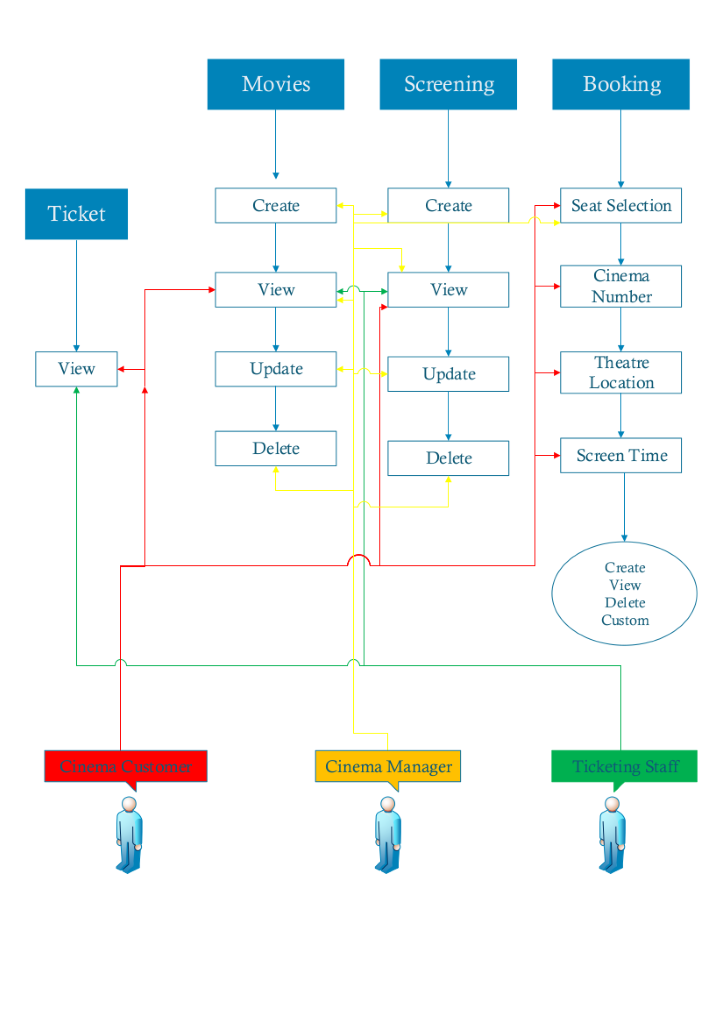 Movies
Screening
Booking
Ticket
Create
Create
Seat Selection
View
View
Cinema
Number
View
Update
Update
Theatre
Location
Delete
Delete
Screen Time
Create
View
Delete
Custom
Cinema Customer
Cinema Manager
Ticketing Staff